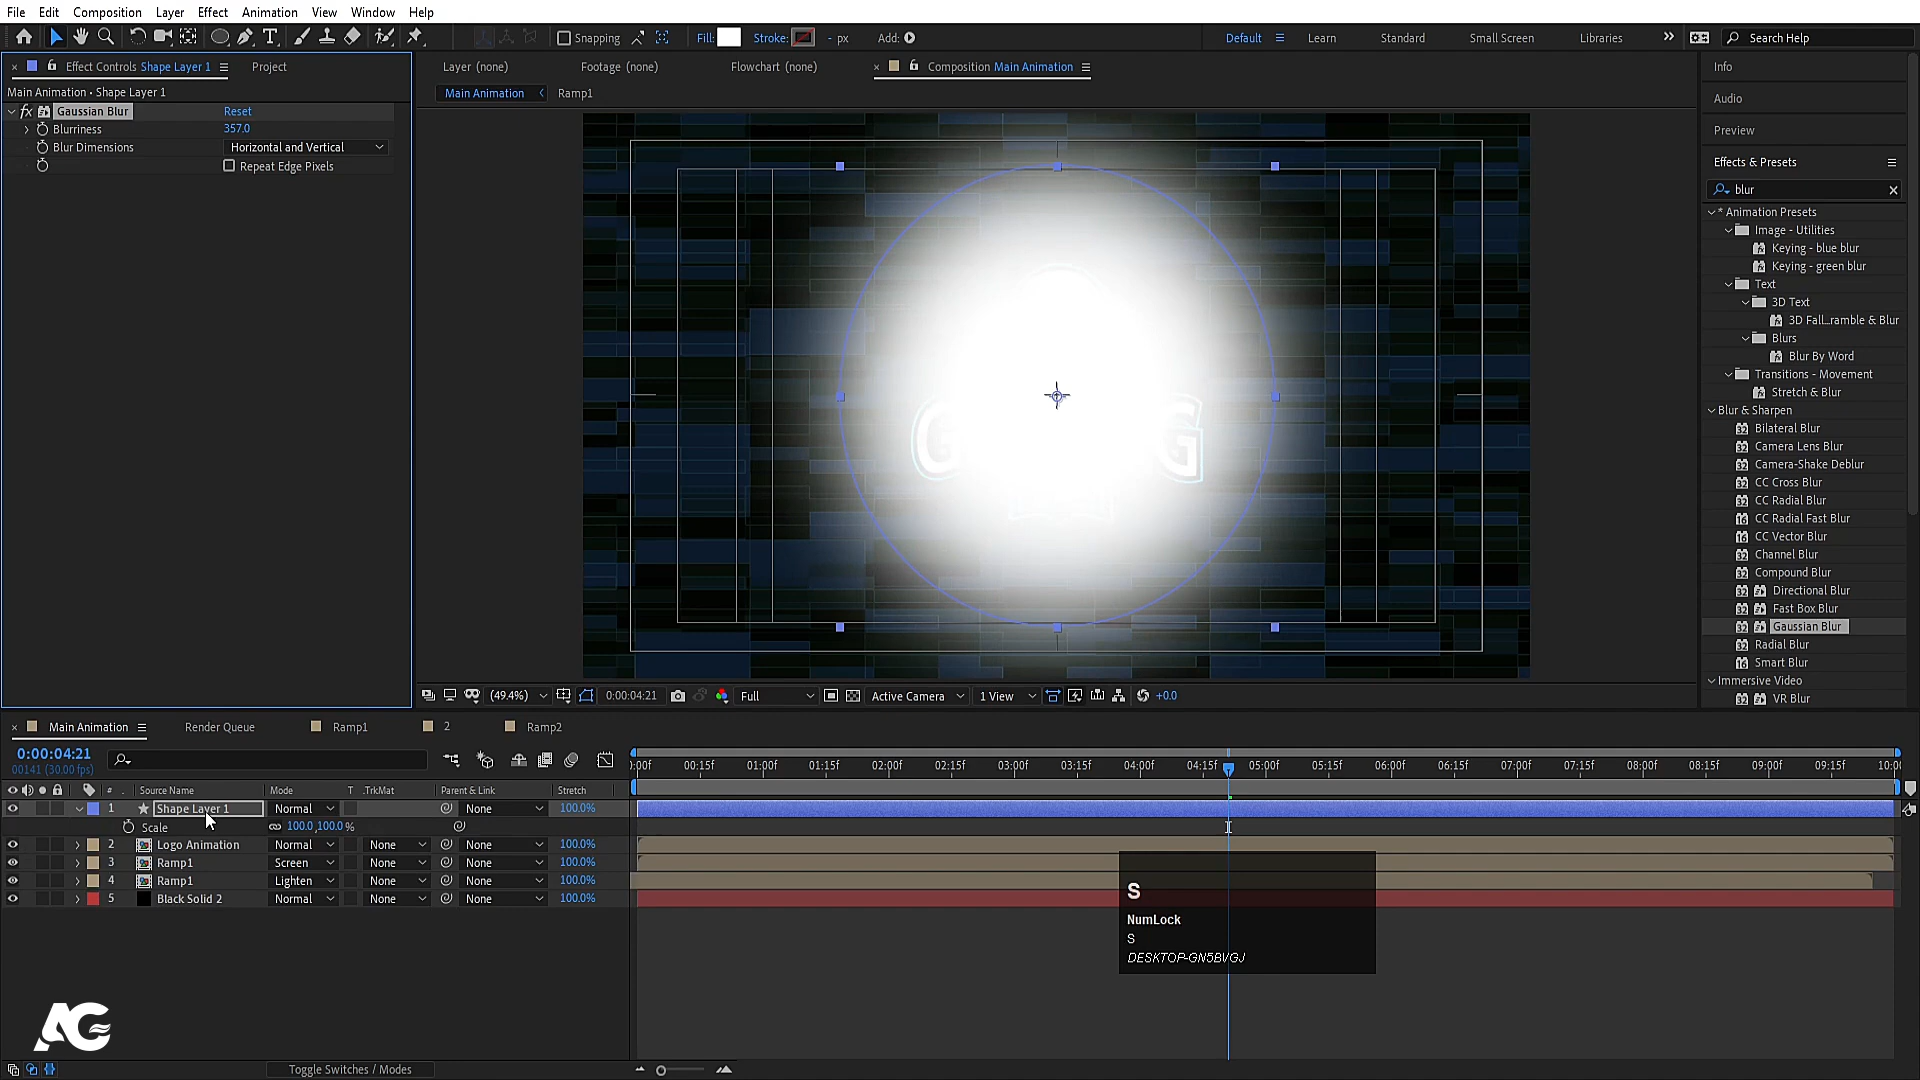 File Edit Composition Layer Effect Animation View Window Help
Snapping Fill: Stroke: - px Add: Default Learn Standard Small Screen Libraries Search Help
Effect Controls Shape Layer 1 Project
Layer (none) Footage (none) Flowchart (none) Composition Main Animation
Main Animation • Shape Layer 1
Main Animation Ramp1
fx Gaussian Blur Reset
Blurriness 357.0
Blur Dimensions Horizontal and Vertical
Repeat Edge Pixels
G G
Info
Audio
Preview
Effects & Presets
blur
* Animation Presets
Image - Utilities
Keying - blue blur
Keying - green blur
Text
3D Text
3D Fall...ramble & Blur
Blurs
Blur By Word
Transitions - Movement
Stretch & Blur
Blur & Sharpen
Bilateral Blur
Camera Lens Blur
Camera-Shake Deblur
CC Cross Blur
CC Radial Blur
CC Radial Fast Blur
CC Vector Blur
Channel Blur
Compound Blur
Directional Blur
Fast Box Blur
Gaussian Blur
Radial Blur
Smart Blur
Immersive Video
VR Blur
(49.4%) 0:00:04:21 Full Active Camera 1 View +0.0
Main Animation Render Queue Ramp1 2 Ramp2
0:00:04:21
00141 (30.00 fps)
:00f 00:15f 01:00f 01:15f 02:00f 02:15f 03:00f 03:15f 04:00f 04:15f 05:00f 05:15f 06:00f 06:15f 07:00f 07:15f 08:00f 08:15f 09:00f 09:15f 10:00
# Source Name Mode T .TrkMat Parent & Link Stretch
1 Shape Layer 1 Normal None 100.0%
Scale 100.0,100.0%
2 Logo Animation Normal None None 100.0%
3 Ramp1 Screen None None 100.0%
4 Ramp1 Lighten None None 100.0%
5 Black Solid 2 Normal None None 100.0%
S
NumLock
S
DESKTOP-GN5BVGJ
AG
Toggle Switches / Modes